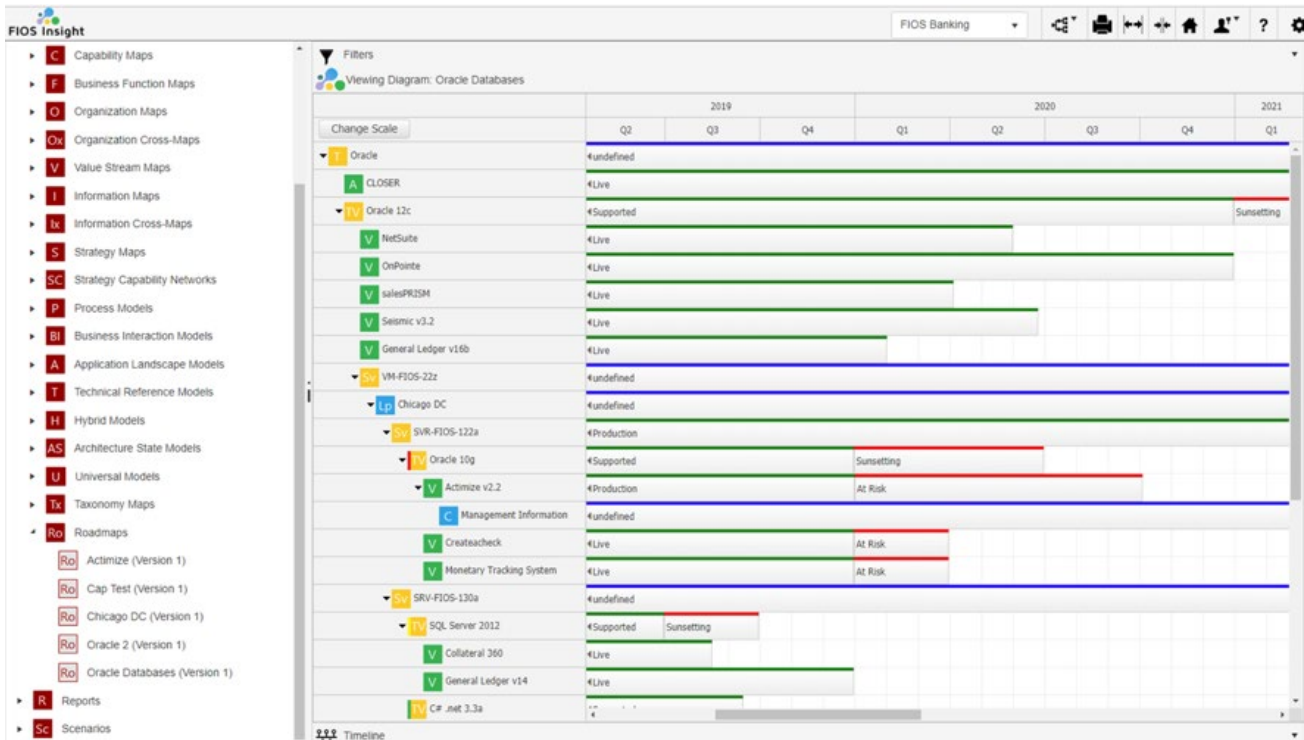 FIOS Insight
FIOS Banking
?
C Capability Maps
F Business Function Maps
O Organization Maps
Ox Organization Cross-Maps
V Value Stream Maps
I Information Maps
Ix Information Cross-Maps
S Strategy Maps
SC Strategy Capability Networks
P Process Models
BI Business Interaction Models
A Application Landscape Models
T Technical Reference Models
H Hybrid Models
AS Architecture State Models
U Universal Models
Tx Taxonomy Maps
Ro Roadmaps
Ro Actimize (Version 1)
Ro Cap Test (Version 1)
Ro Chicago DC (Version 1)
Ro Oracle 2 (Version 1)
Ro Oracle Databases (Version 1)
R Reports
Sc Scenarios
Filters
Viewing Diagram: Oracle Databases
2019 2020 2021
Change Scale Q2 Q3 Q4 Q1 Q2 Q3 Q4 Q1
T Oracle undefined
A CLOSER Live
TV Oracle 12c Supported Sunsetting
V NetSuite Live
V OnPointe Live
V salesPRISM Live
V Seismic v3.2 Live
V General Ledger v16b Live
Sv VM-FIOS-22z undefined
Lp Chicago DC undefined
Sv SVR-FIOS-122a Production
TV Oracle 10g Supported Sunsetting
V Actimize v2.2 Production At Risk
C Management Information undefined
V Createacheck Live At Risk
V Monetary Tracking System Live At Risk
Sv SRV-FIOS-130a undefined
TV SQL Server 2012 Supported Sunsetting
V Collateral 360 Live
V General Ledger v14 Live
TV C# .net 3.3a
Timeline